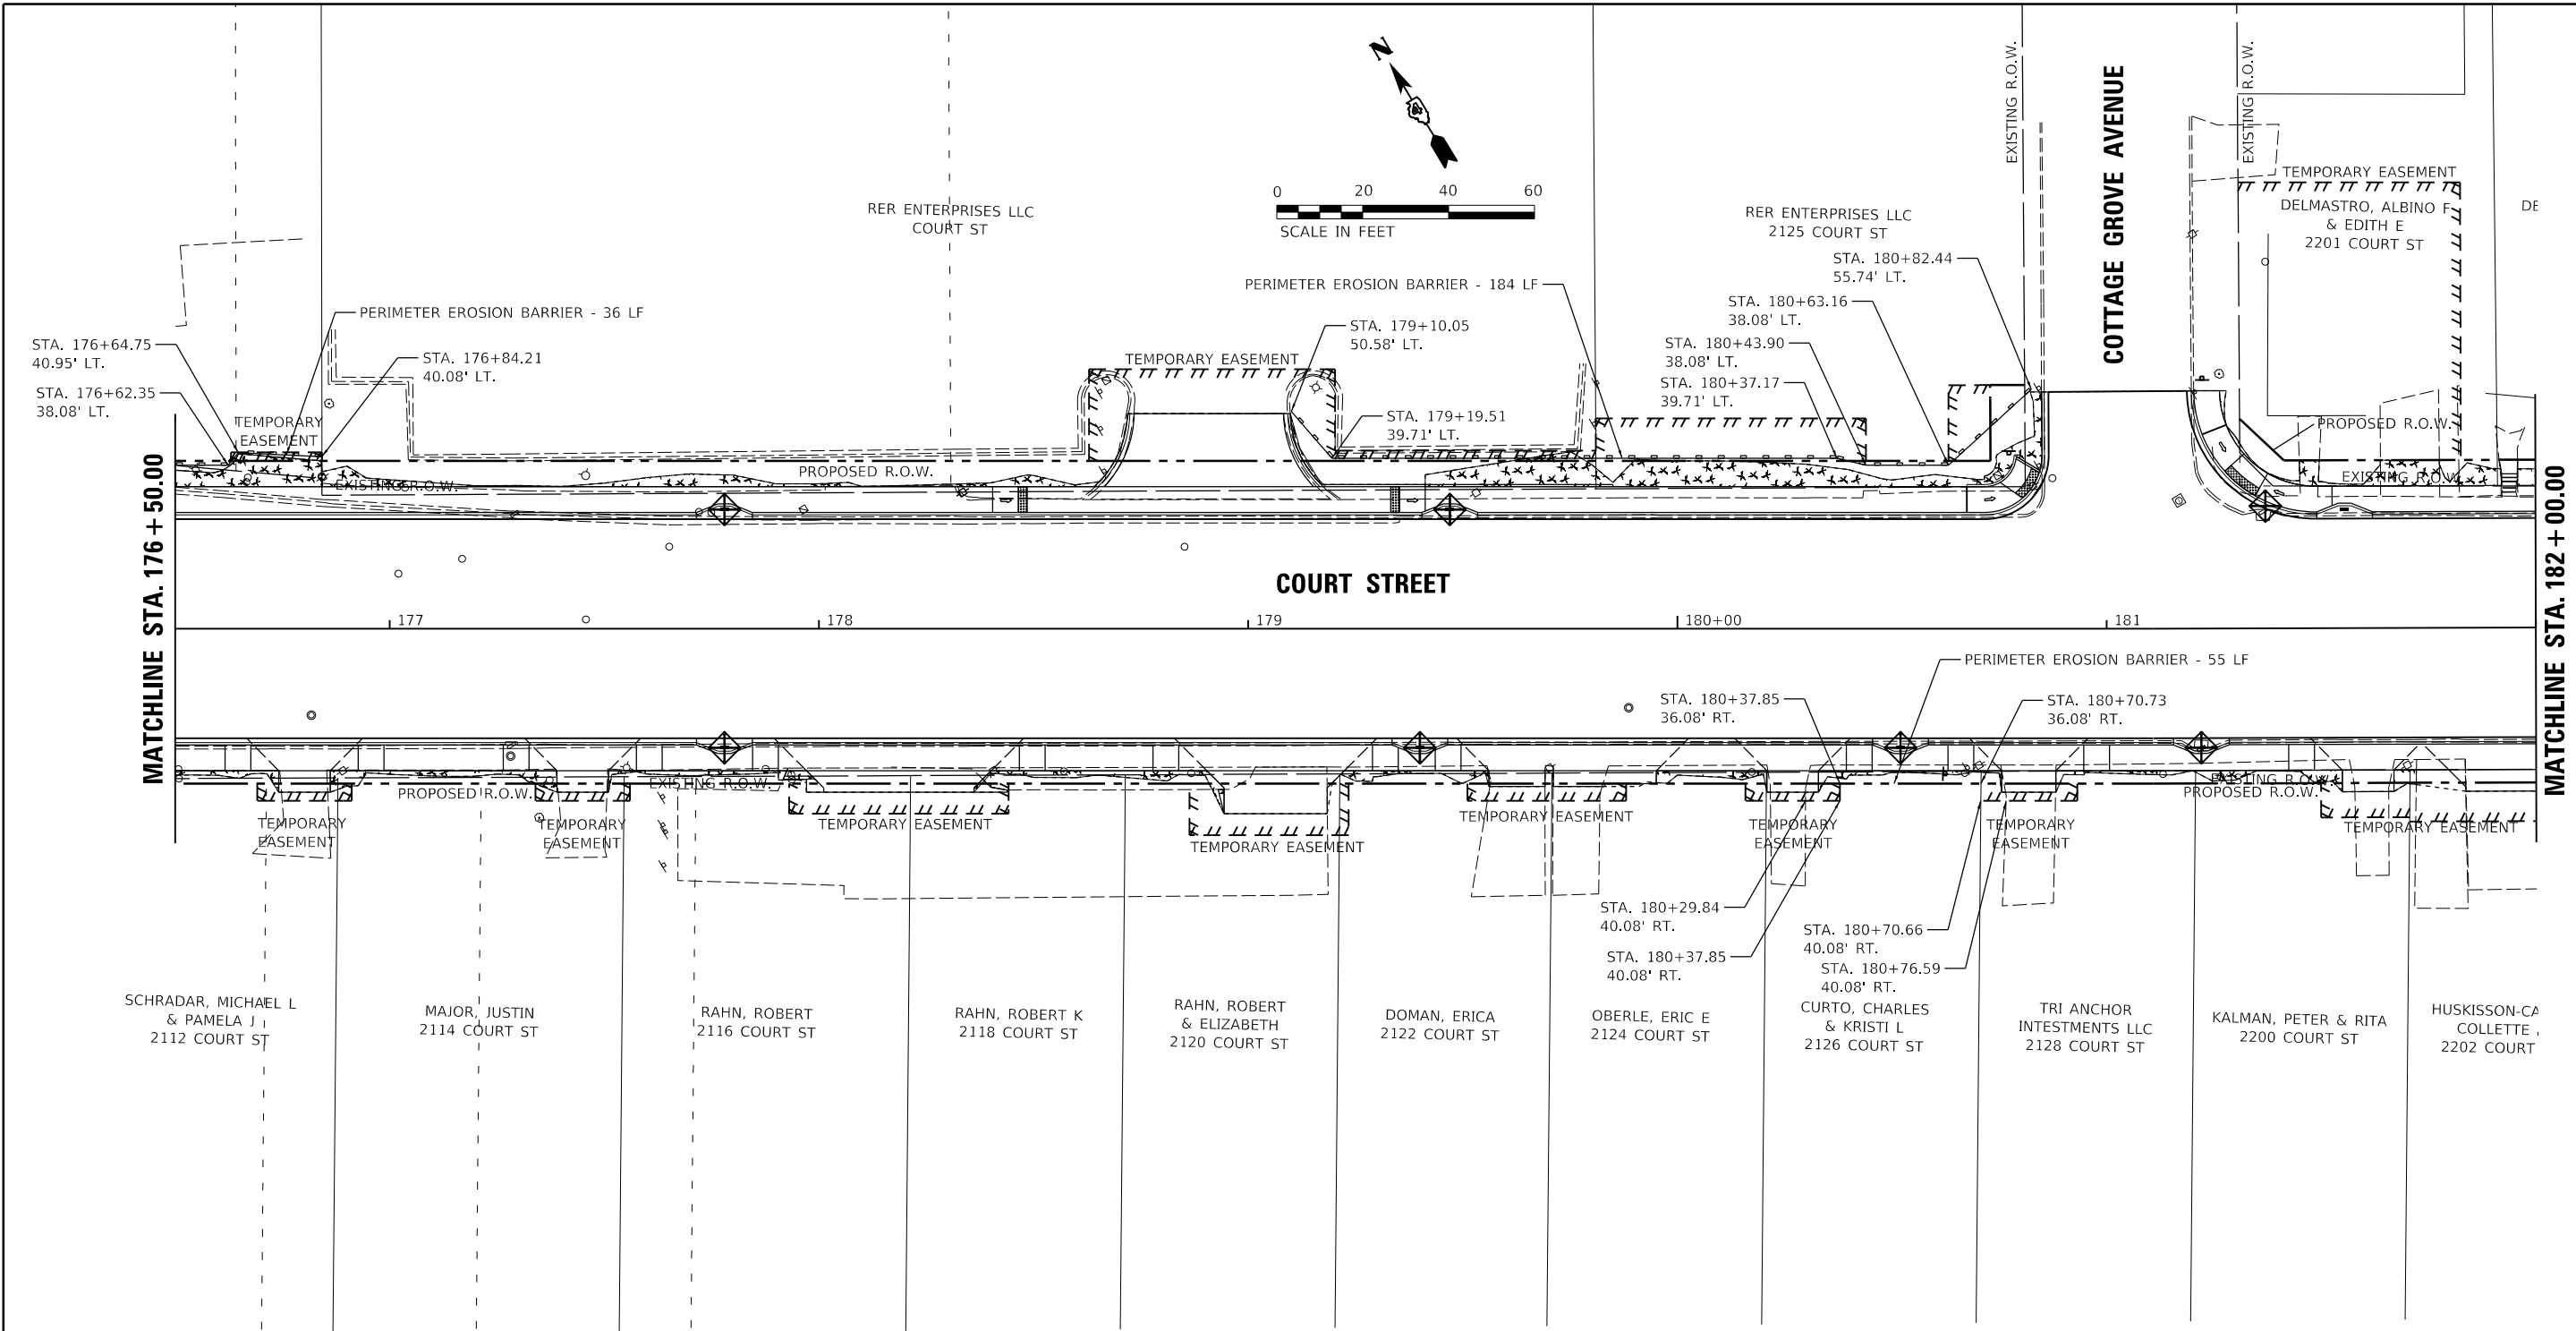 N
0 20 40 60
SCALE IN FEET
EXISTING R.O.W.
COTTAGE GROVE AVENUE
EXISTING R.O.W.
TEMPORARY EASEMENT
DELMASTRO, ALBINO F
& EDITH E
2201 COURT ST
DE
RER ENTERPRISES LLC
COURT ST
RER ENTERPRISES LLC
2125 COURT ST
STA. 180+82.44
55.74' LT.
PERIMETER EROSION BARRIER - 184 LF
STA. 180+63.16
38.08' LT.
PERIMETER EROSION BARRIER - 36 LF
STA. 179+10.05
50.58' LT.
STA. 180+43.90
38.08' LT.
STA. 176+64.75
40.95' LT.
STA. 176+84.21
40.08' LT.
TEMPORARY EASEMENT
STA. 180+37.17
39.71' LT.
STA. 176+62.35
38.08' LT.
TEMPORARY
EASEMENT
STA. 179+19.51
39.71' LT.
PROPOSED R.O.W.
PROPOSED R.O.W.
EXISTING R.O.W.
EXISTING R.O.W.
MATCHLINE STA. 176+50.00
COURT STREET
MATCHLINE STA. 182+00.00
177
178
179
180+00
181
PERIMETER EROSION BARRIER - 55 LF
STA. 180+37.85
36.08' RT.
STA. 180+70.73
36.08' RT.
EXISTING R.O.W.
PROPOSED R.O.W.
EXISTING R.O.W.
PROPOSED R.O.W.
TEMPORARY
EASEMENT
TEMPORARY
EASEMENT
TEMPORARY EASEMENT
TEMPORARY EASEMENT
TEMPORARY EASEMENT
TEMPORARY
EASEMENT
TEMPORARY
EASEMENT
TEMPORARY EASEMENT
STA. 180+29.84
40.08' RT.
STA. 180+70.66
40.08' RT.
STA. 180+37.85
40.08' RT.
STA. 180+76.59
40.08' RT.
SCHRADAR, MICHAEL L
& PAMELA J
2112 COURT ST
MAJOR, JUSTIN
2114 COURT ST
RAHN, ROBERT
2116 COURT ST
RAHN, ROBERT K
2118 COURT ST
RAHN, ROBERT
& ELIZABETH
2120 COURT ST
DOMAN, ERICA
2122 COURT ST
OBERLE, ERIC E
2124 COURT ST
CURTO, CHARLES
& KRISTI L
2126 COURT ST
TRI ANCHOR
INTESTMENTS LLC
2128 COURT ST
KALMAN, PETER & RITA
2200 COURT ST
HUSKISSON-CA
COLLETTE
2202 COURT